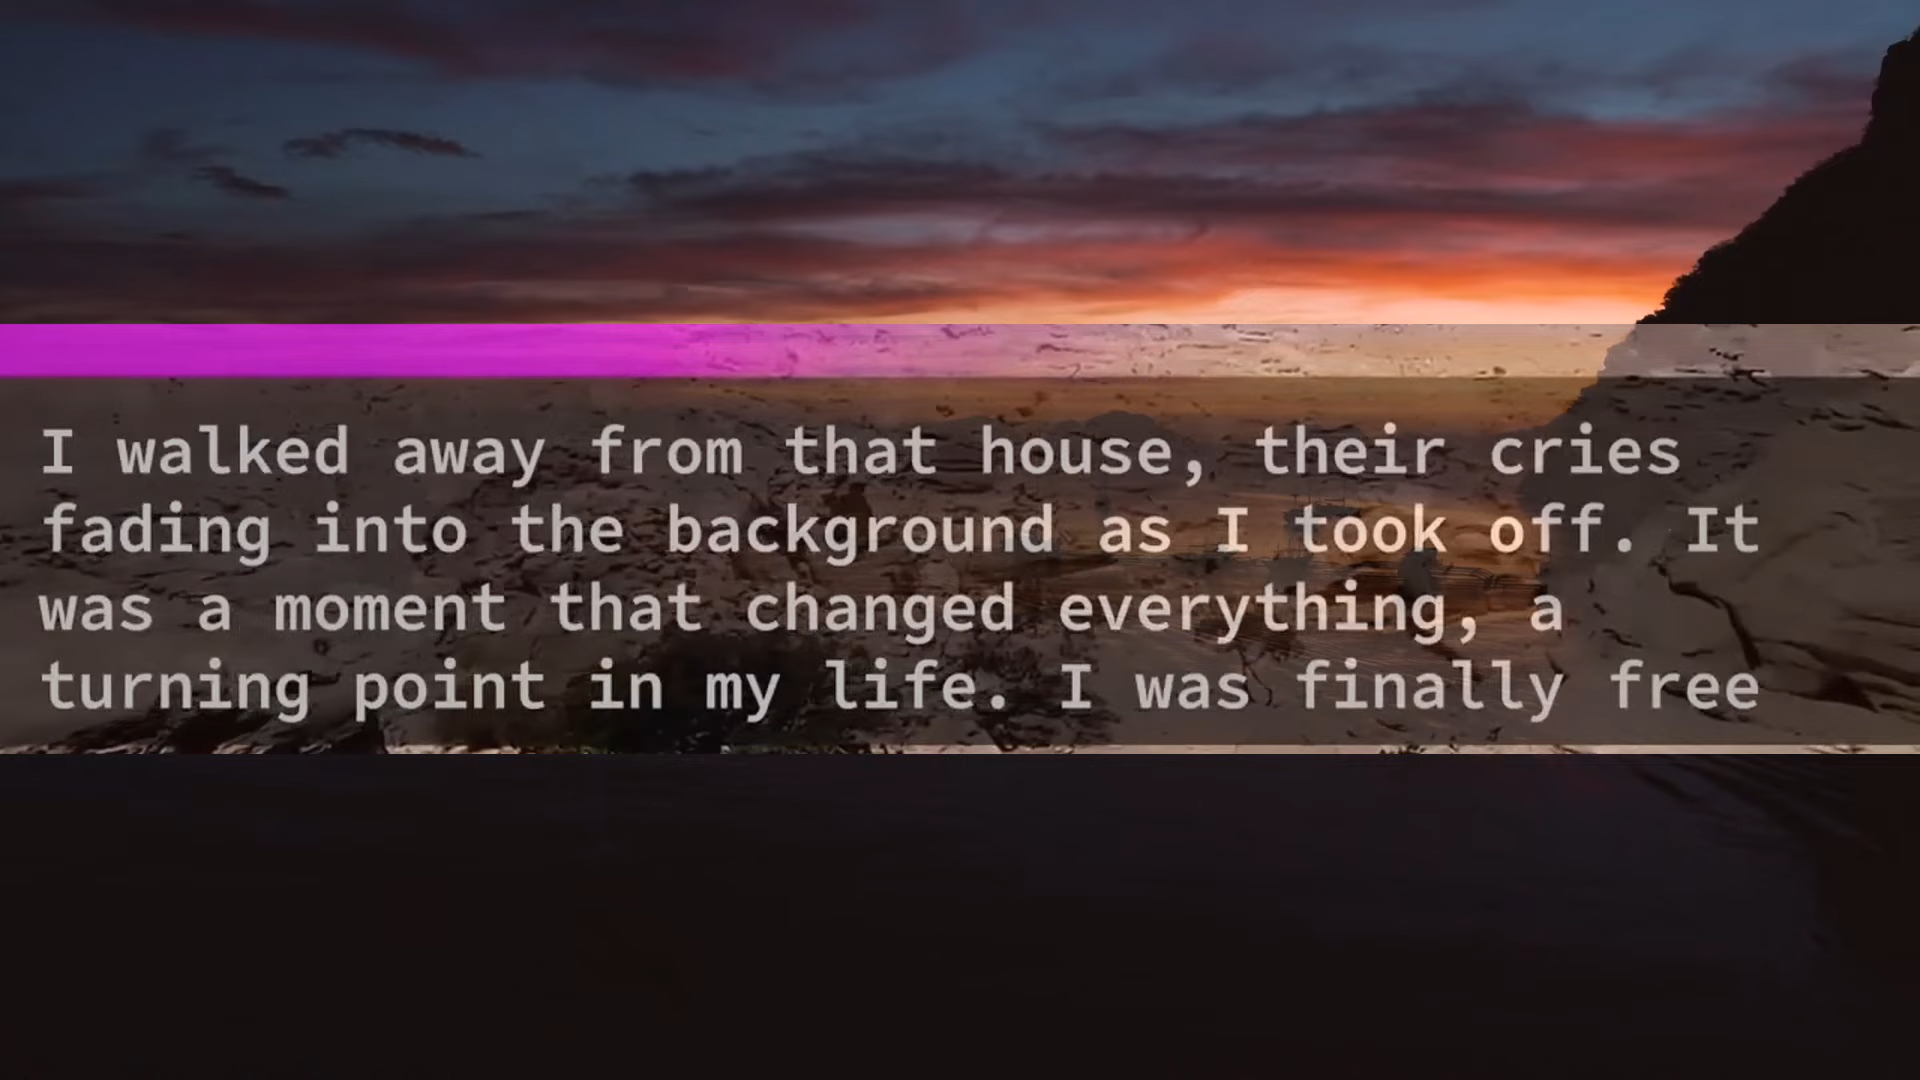 I walked away from that house, their cries
fading into the background as I took off. It
was a moment that changed everything, a
turning point in my life. I was finally free